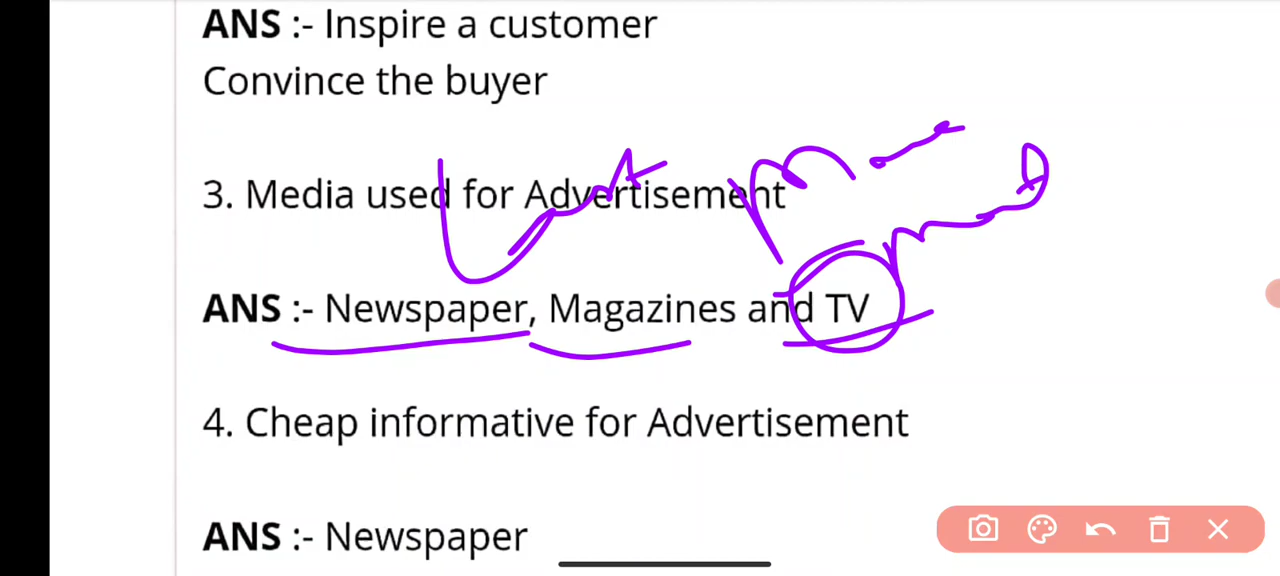 ANS :- Inspire a customer
Convince the buyer
3. Media used for Advertisement
ANS :- Newspaper, Magazines and TV
4. Cheap informative for Advertisement
ANS :- Newspaper